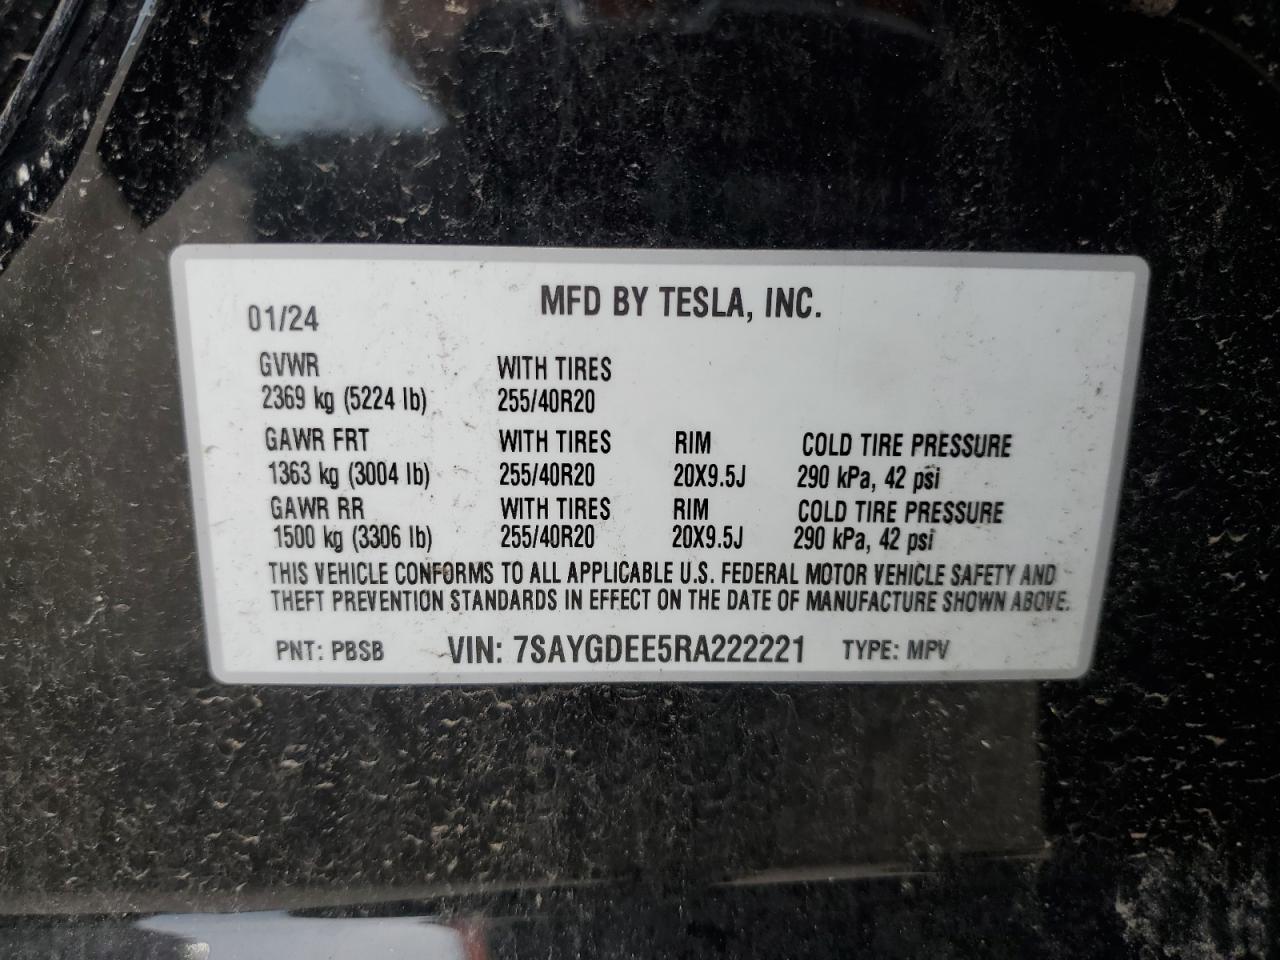 MFD BY TESLA, INC.
01/24
GVWR WITH TIRES
2369 kg (5224 lb) 255/40R20
GAWR FRT WITH TIRES RIM COLD TIRE PRESSURE
1363 kg (3004 lb) 255/40R20 20X9.5J 290 kPa, 42 psi
GAWR RR WITH TIRES RIM COLD TIRE PRESSURE
1500 kg (3306 lb) 255/40R20 20X9.5J 290 kPa, 42 psi
THIS VEHICLE CONFORMS TO ALL APPLICABLE U.S. FEDERAL MOTOR VEHICLE SAFETY AND
THEFT PREVENTION STANDARDS IN EFFECT ON THE DATE OF MANUFACTURE SHOWN ABOVE.
PNT: PBSB VIN: 7SAYGDEE5RA222221 TYPE: MPV